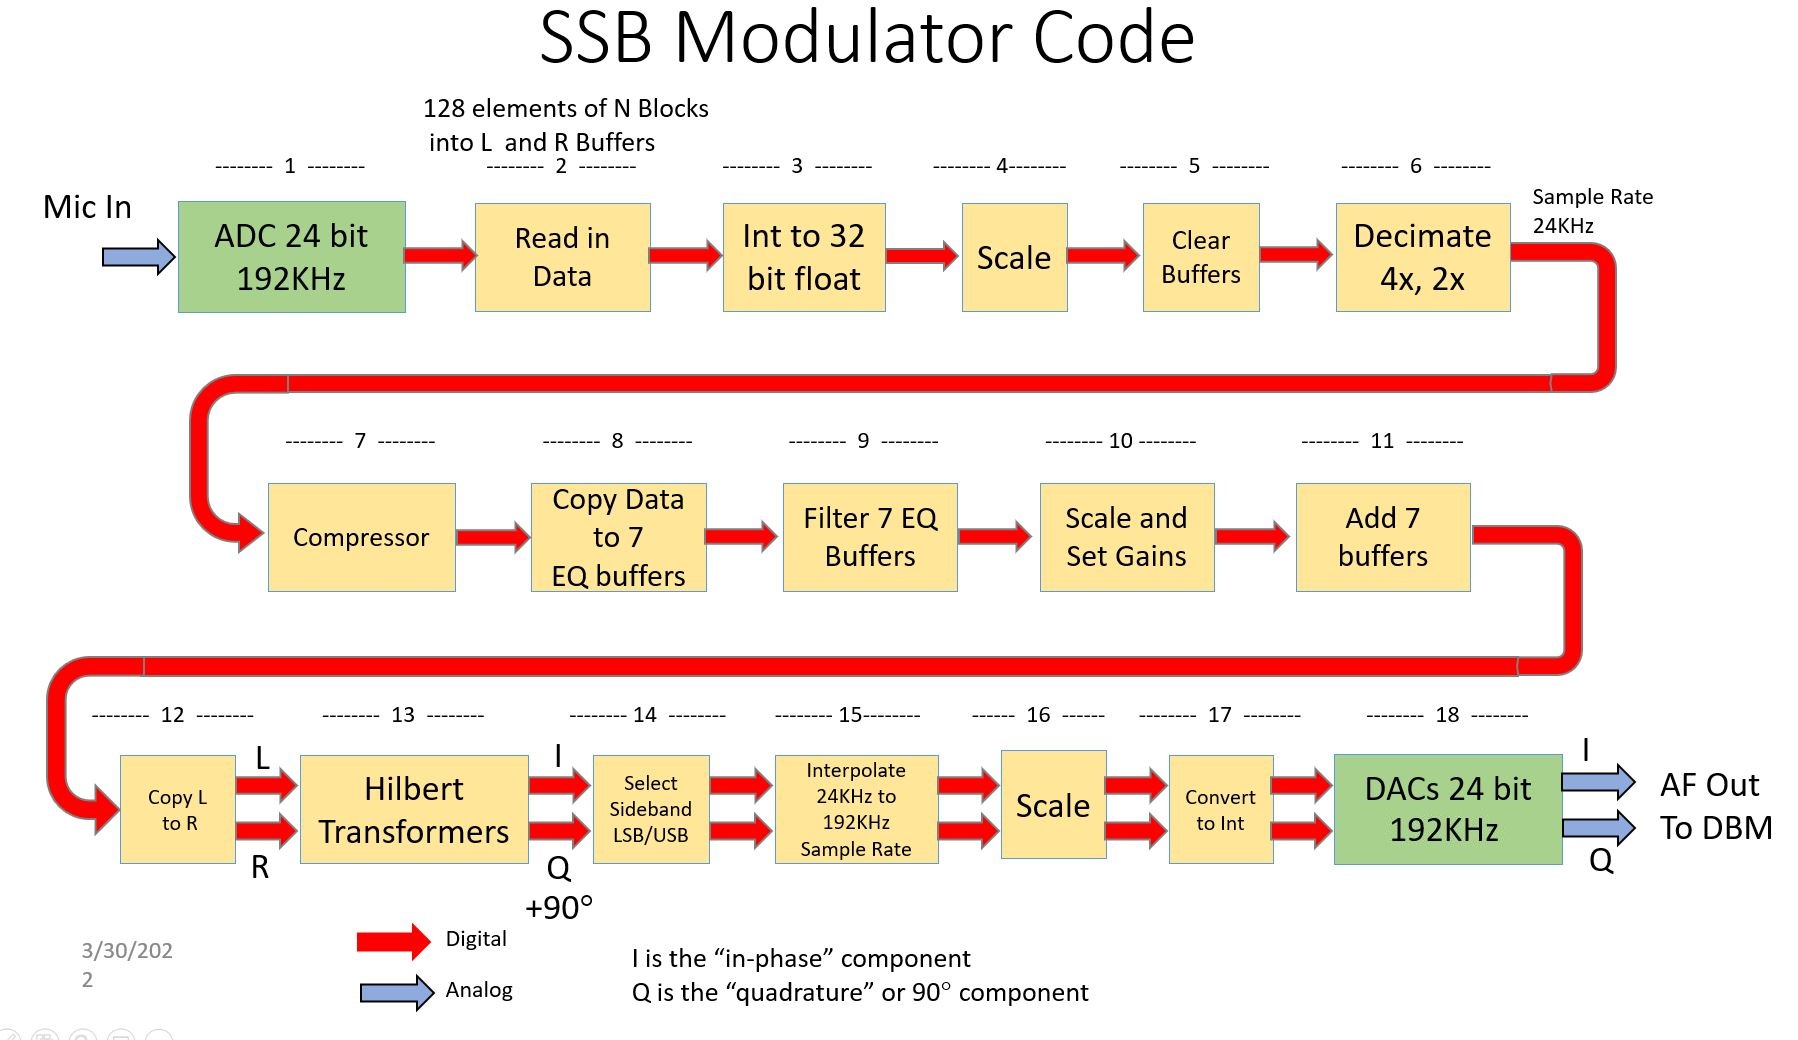 SSB Modulator Code
128 elements of N Blocks
into L and R Buffers
-------- 1 --------
-------- 2 --------
-------- 3 --------
-------- 4--------
-------- 5 --------
-------- 6 --------
Mic In
ADC 24 bit
192KHz
Read in
Data
Int to 32
bit float
Scale
Clear
Buffers
Decimate
4x, 2x
Sample Rate
24KHz
-------- 7 --------
-------- 8 --------
-------- 9 --------
-------- 10 --------
-------- 11 --------
Compressor
Copy Data
to 7
EQ buffers
Filter 7 EQ
Buffers
Scale and
Set Gains
Add 7
buffers
-------- 12 --------
-------- 13 --------
-------- 14 --------
-------- 15--------
------ 16 ------
-------- 17 --------
-------- 18 --------
Copy L
to R
L
R
Hilbert
Transformers
I
Q
+90°
Select
Sideband
LSB/USB
Interpolate
24KHz to
192KHz
Sample Rate
Scale
Convert
to Int
DACs 24 bit
192KHz
I
Q
AF Out
To DBM
3/30/202
2
Digital
Analog
I is the “in-phase” component
Q is the “quadrature” or 90° component